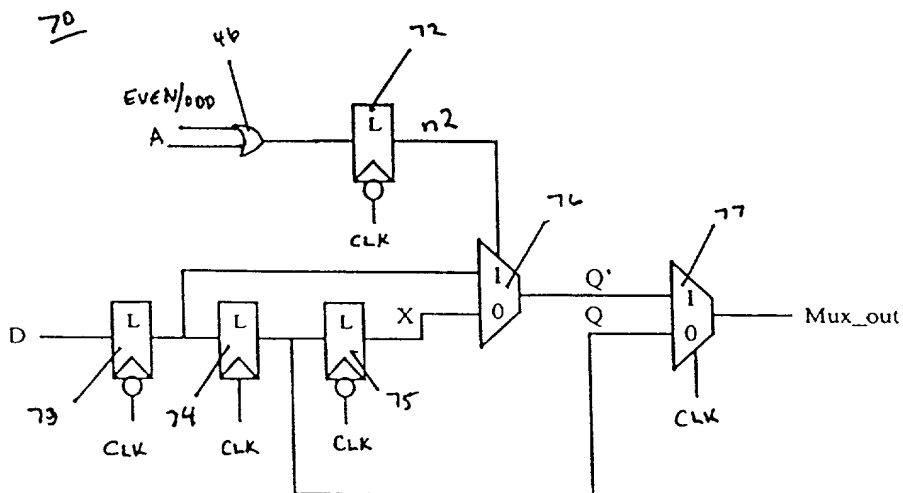 70
46
72
EVEN/ODD
A
L
n2
CLK
76
77
1
0
Q'
Q
1
0
Mux_out
CLK
D
L
L
L
X
73
74
75
CLK
CLK
CLK